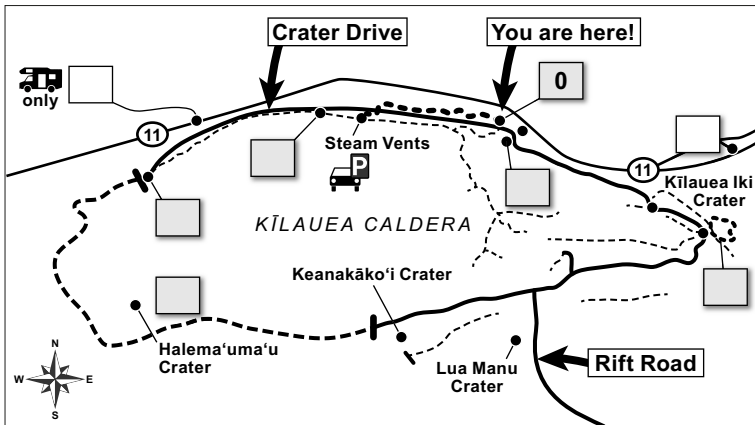 Crater Drive
You are here!
only
0
11
Steam Vents
P
11
Kīlauea Iki
Crater
KĪLAUEA CALDERA
Keanakāko‘i Crater
Halema‘uma‘u
Crater
Lua Manu
Crater
Rift Road
N
W E
S